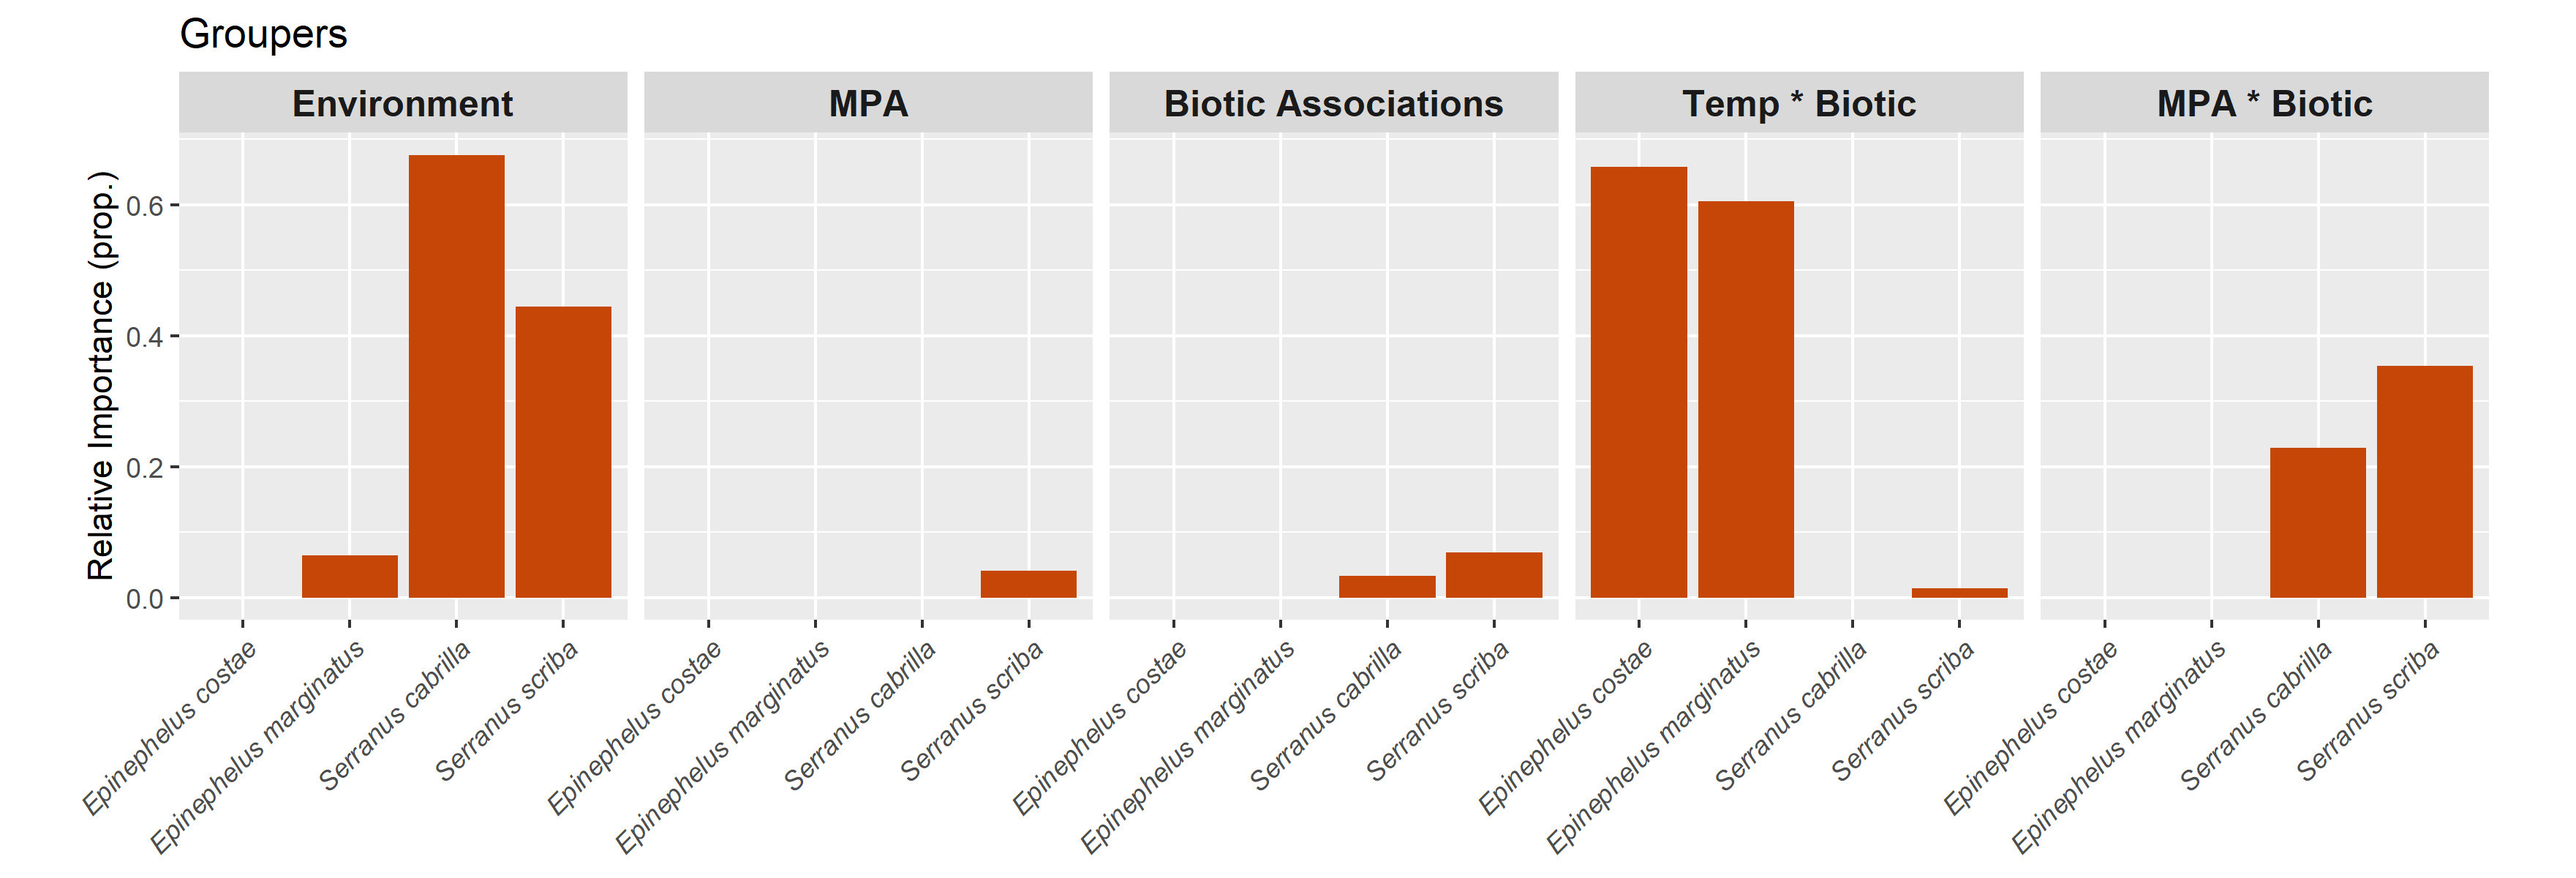 Groupers
Environment
MPA
Biotic Associations
Temp * Biotic
MPA * Biotic
Relative Importance (prop.)
0.6
0.4
0.2
0.0
Epinephelus costae
Epinephelus marginatus
Serranus cabrilla
Serranus scriba
Epinephelus costae
Epinephelus marginatus
Serranus cabrilla
Serranus scriba
Epinephelus costae
Epinephelus marginatus
Serranus cabrilla
Serranus scriba
Epinephelus costae
Epinephelus marginatus
Serranus cabrilla
Serranus scriba
Epinephelus costae
Epinephelus marginatus
Serranus cabrilla
Serranus scriba